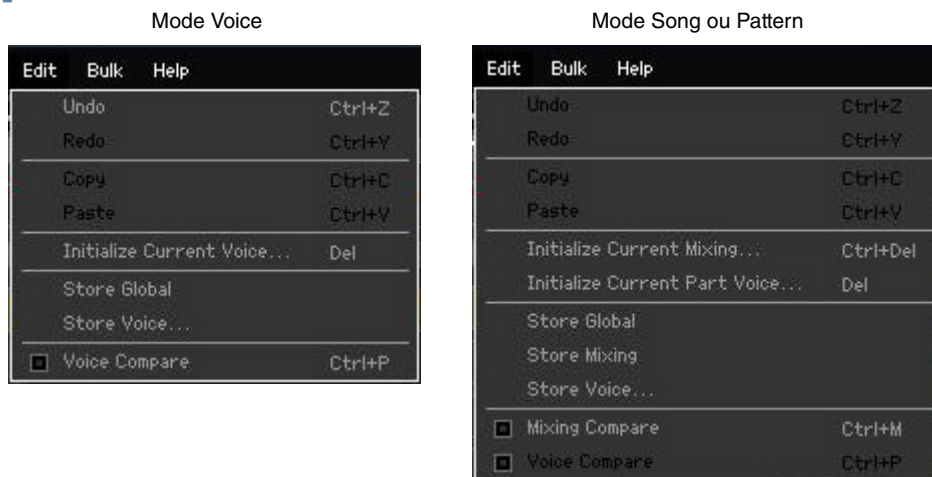 Mode Voice
Edit Bulk Help
Undo Ctrl+Z
Redo Ctrl+Y
Copy Ctrl+C
Paste Ctrl+V
Initialize Current Voice... Del
Store Global
Store Voice...
Voice Compare Ctrl+P
Mode Song ou Pattern
Edit Bulk Help
Undo Ctrl+Z
Redo Ctrl+Y
Copy Ctrl+C
Paste Ctrl+V
Initialize Current Mixing... Ctrl+Del
Initialize Current Part Voice... Del
Store Global
Store Mixing
Store Voice...
Mixing Compare Ctrl+M
Voice Compare Ctrl+P